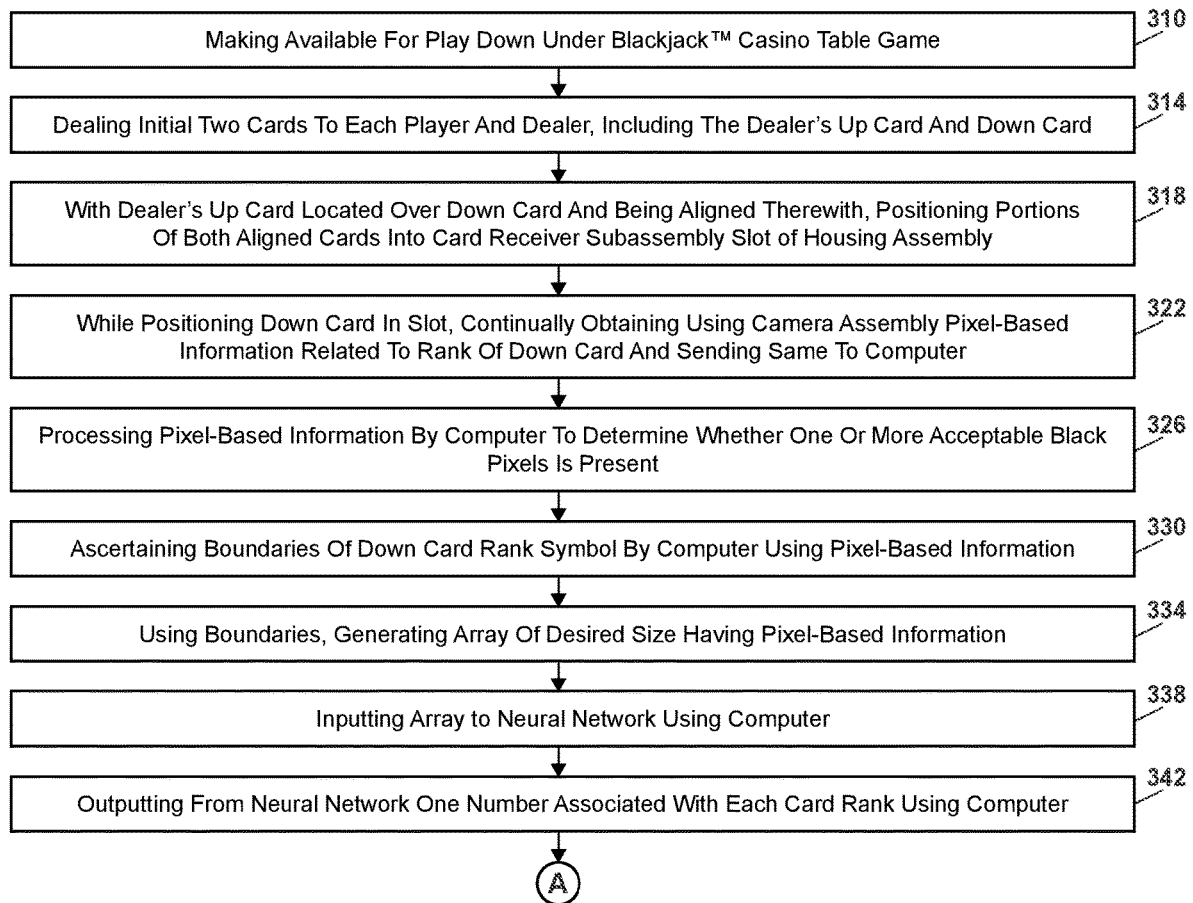 310
Making Available For Play Down Under Blackjack™ Casino Table Game
314
Dealing Initial Two Cards To Each Player And Dealer, Including The Dealer's Up Card And Down Card
318
With Dealer's Up Card Located Over Down Card And Being Aligned Therewith, Positioning Portions
Of Both Aligned Cards Into Card Receiver Subassembly Slot of Housing Assembly
322
While Positioning Down Card In Slot, Continually Obtaining Using Camera Assembly Pixel-Based
Information Related To Rank Of Down Card And Sending Same To Computer
326
Processing Pixel-Based Information By Computer To Determine Whether One Or More Acceptable Black
Pixels Is Present
330
Ascertaining Boundaries Of Down Card Rank Symbol By Computer Using Pixel-Based Information
334
Using Boundaries, Generating Array Of Desired Size Having Pixel-Based Information
338
Inputting Array to Neural Network Using Computer
342
Outputting From Neural Network One Number Associated With Each Card Rank Using Computer
A